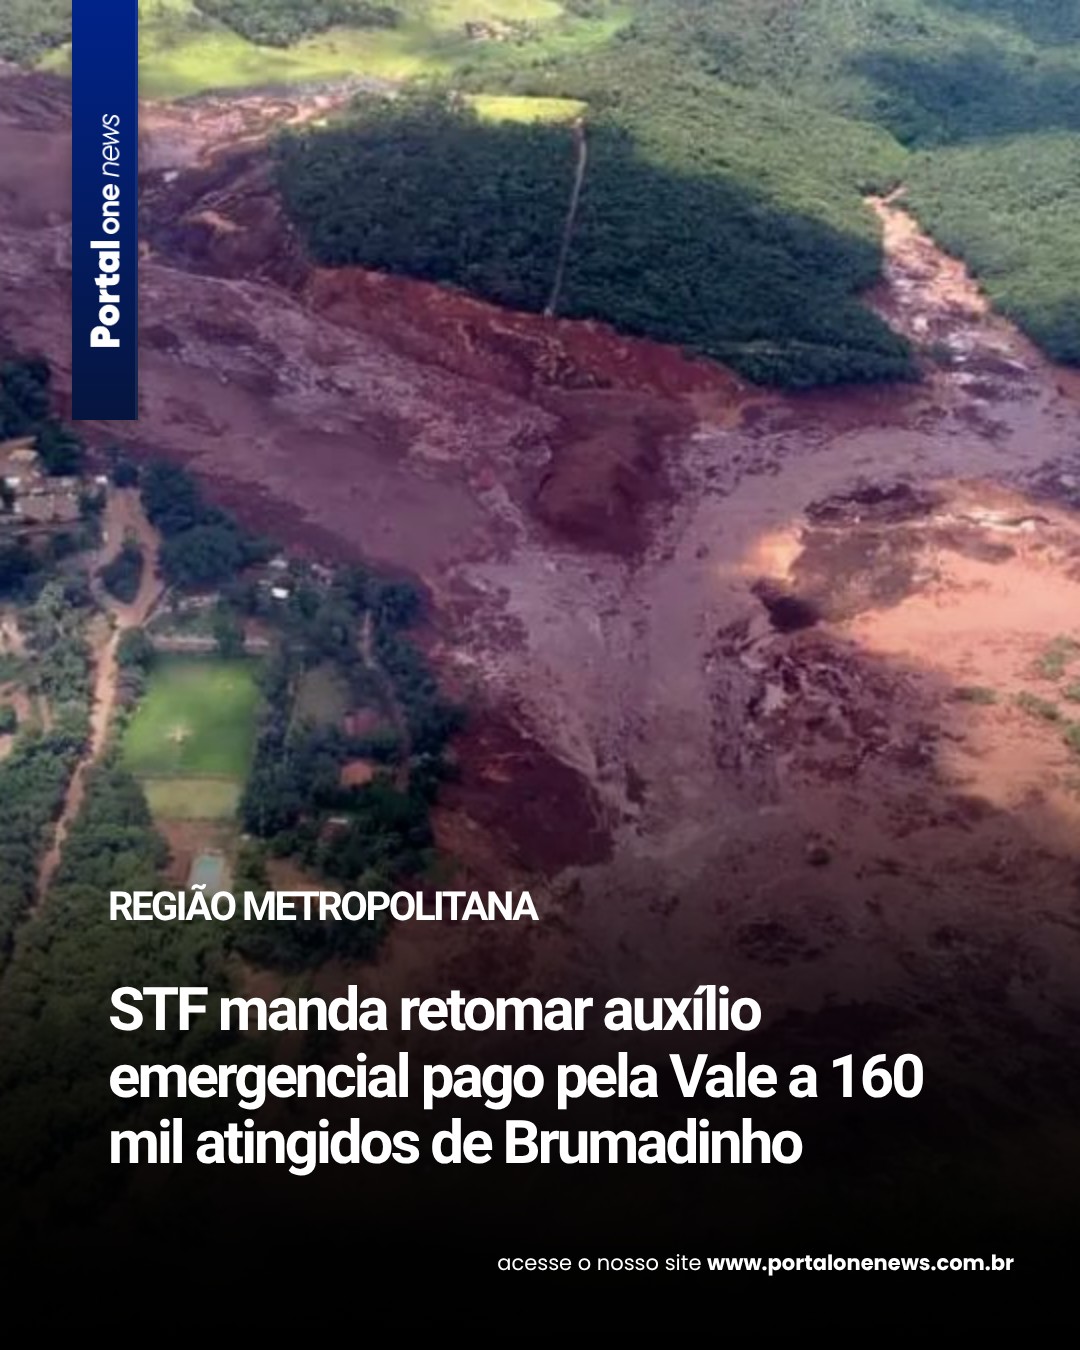 Portal one news
REGIÃO METROPOLITANA
STF manda retomar auxílio
emergencial pago pela Vale a 160
mil atingidos de Brumadinho
acesse o nosso site www.portalonenews.com.br